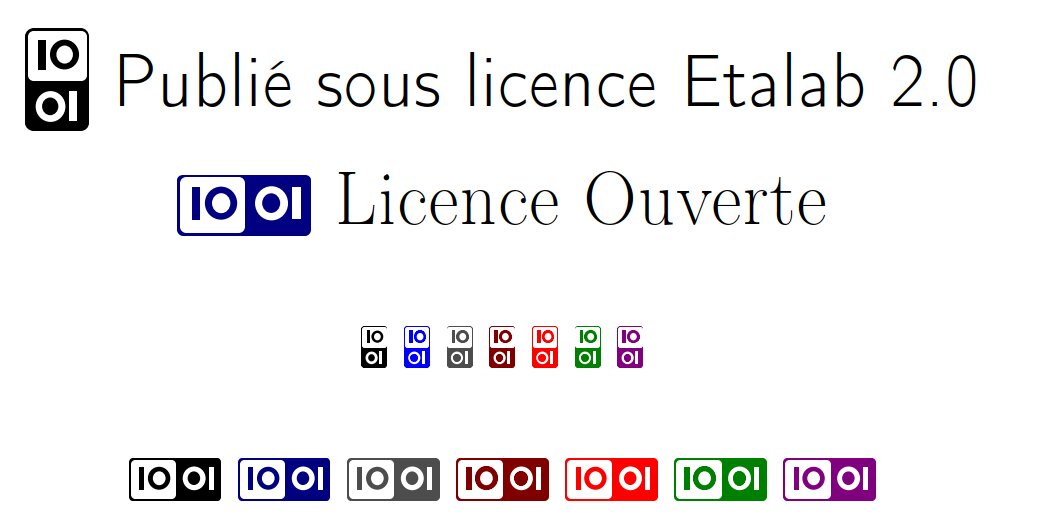 IO
OI Publié sous licence Etalab 2.0
IO OI Licence Ouverte
IO IO IO IO IO IO IO
OI OI OI OI OI OI OI
IO OI IO OI IO OI IO OI IO OI IO OI IO OI